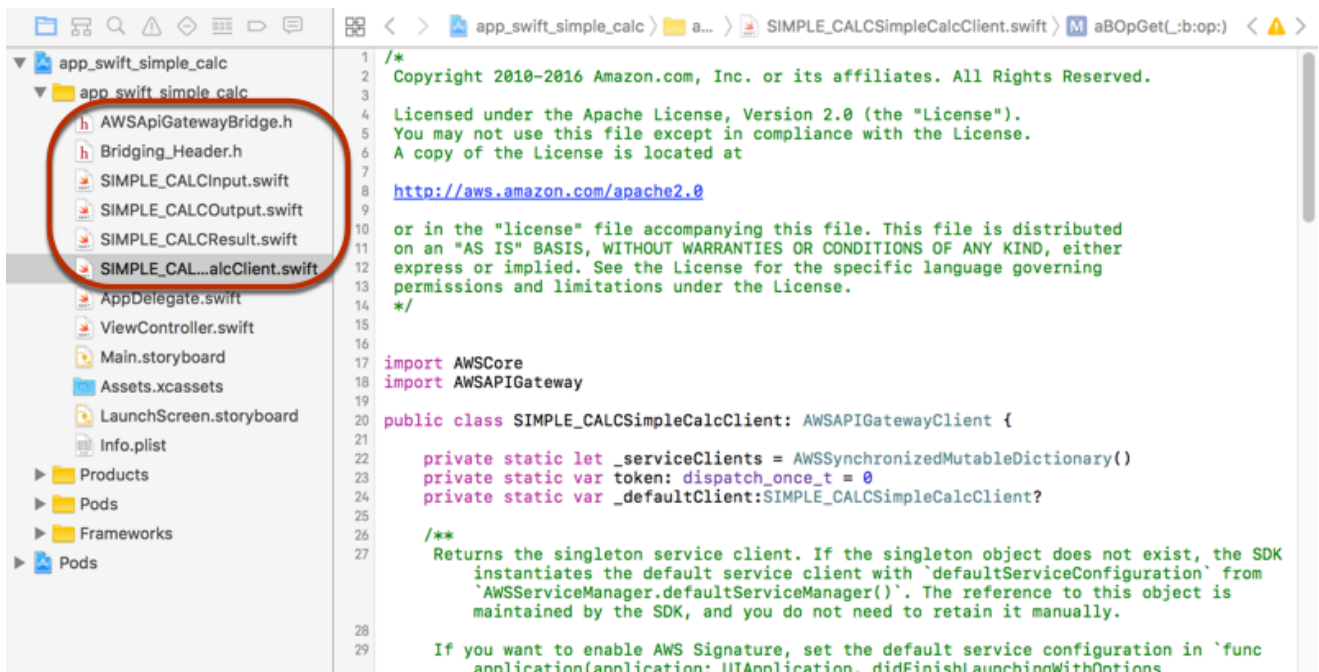 app_swift_simple_calc
a...
SIMPLE_CALCSimpleCalcClient.swift
M
aBOpGet(_:b:op:)
app_swift_simple_calc
app_swift_simple_calc
h AWSApiGatewayBridge.h
h Bridging_Header.h
SIMPLE_CALCInput.swift
SIMPLE_CALCOutput.swift
SIMPLE_CALCResult.swift
SIMPLE_CAL...alcClient.swift
AppDelegate.swift
ViewController.swift
Main.storyboard
Assets.xcassets
LaunchScreen.storyboard
Info.plist
Products
Pods
Frameworks
Pods
1 /*
2 Copyright 2010-2016 Amazon.com, Inc. or its affiliates. All Rights Reserved.
3
4 Licensed under the Apache License, Version 2.0 (the "License").
5 You may not use this file except in compliance with the License.
6 A copy of the License is located at
7
8 http://aws.amazon.com/apache2.0
9
10 or in the "license" file accompanying this file. This file is distributed
11 on an "AS IS" BASIS, WITHOUT WARRANTIES OR CONDITIONS OF ANY KIND, either
12 express or implied. See the License for the specific language governing
13 permissions and limitations under the License.
14 */
15
16
17 import AWSCore
18 import AWSAPIGateway
19
20 public class SIMPLE_CALCSimpleCalcClient: AWSAPIGatewayClient {
21
22 private static let _serviceClients = AWSSynchronizedMutableDictionary()
23 private static var token: dispatch_once_t = 0
24 private static var _defaultClient:SIMPLE_CALCSimpleCalcClient?
25
26 /**
27 Returns the singleton service client. If the singleton object does not exist, the SDK
instantiates the default service client with `defaultServiceConfiguration` from
`AWSServiceManager.defaultServiceManager()`. The reference to this object is
maintained by the SDK, and you do not need to retain it manually.
28
29 If you want to enable AWS Signature, set the default service configuration in `func
application(application: UIApplication, didFinishLaunchingWithOptions